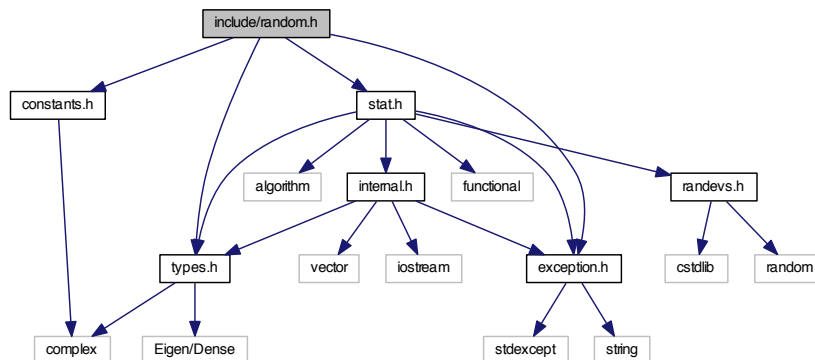 include/random.h
constants.h
stat.h
algorithm
internal.h
functional
randevs.h
types.h
vector
iostream
exception.h
cstdlib
random
complex
Eigen/Dense
stdexcept
string